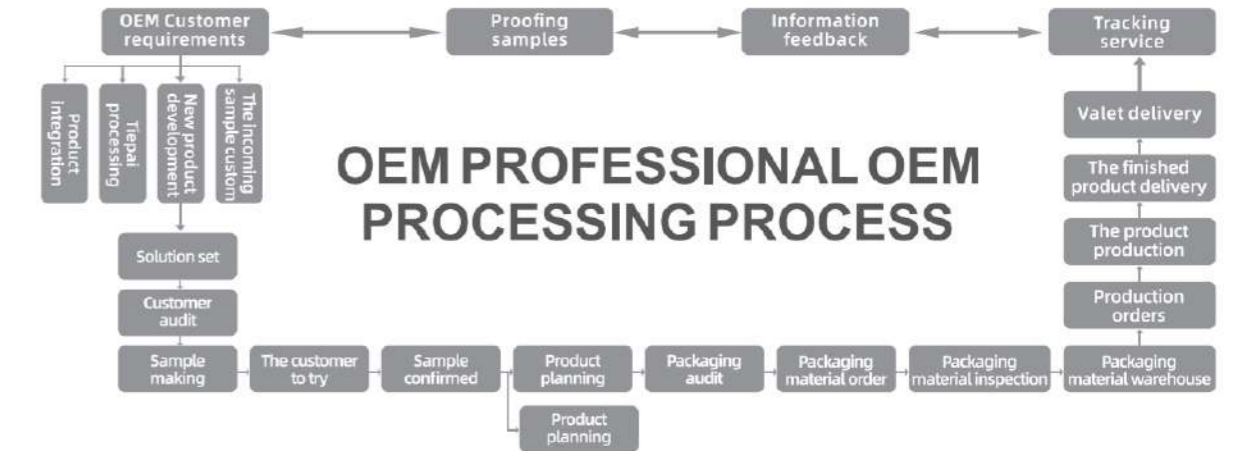 OEM Customer
requirements
Proofing
samples
Information
feedback
Tracking
service
Product
integration
Tiepai
processing
New product
development
The incoming
sample custom
Valet delivery
OEM PROFESSIONAL OEM
PROCESSING PROCESS
The finished
product delivery
The product
production
Solution set
Production
orders
Customer
audit
Sample
making
The customer
to try
Sample
confirmed
Product
planning
Packaging
audit
Packaging
material order
Packaging
material inspection
Packaging
material warehouse
Product
planning